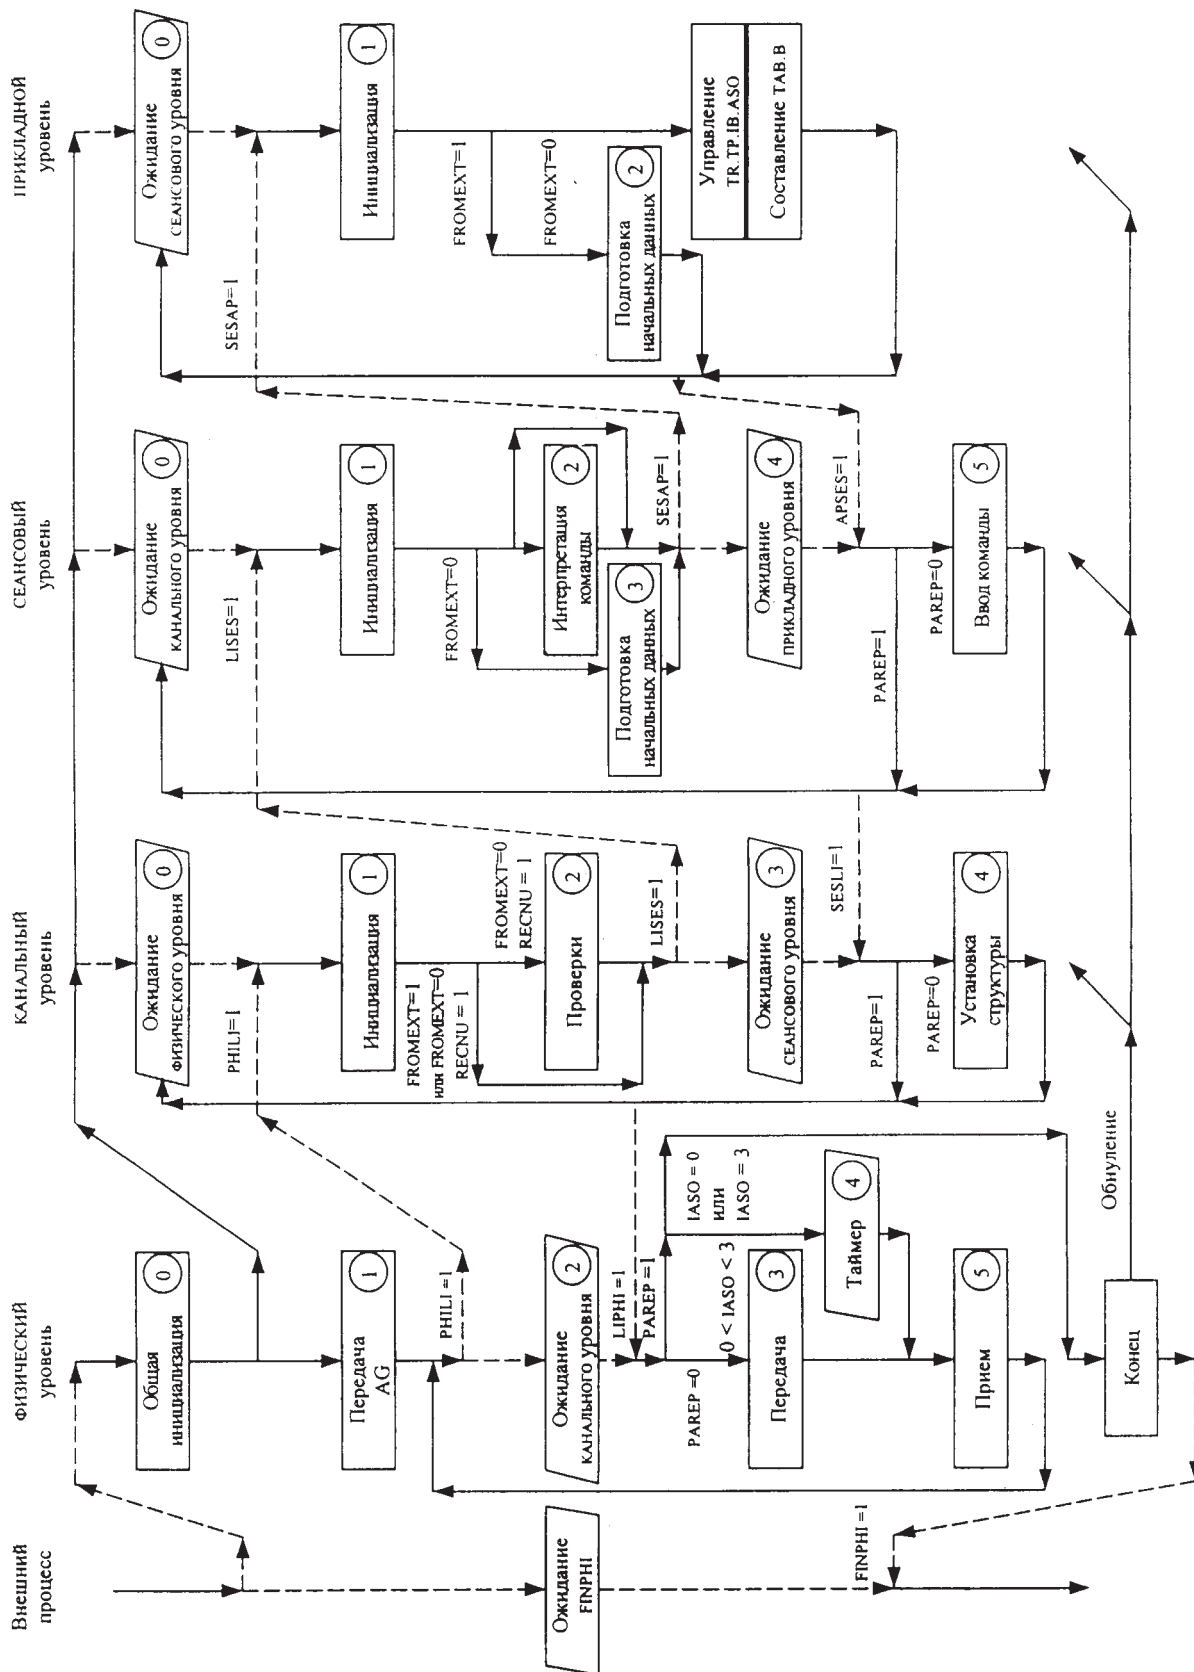 Внешний
процесс
Ожидание
FINPHI
FINPHI =1
ФИЗИЧЕСКИЙ
уровень
Общая
инициализация
0
Передача
AG
1
PHILI =1
Ожидание
КАНАЛЬНОГО УРОВНЯ
2
LIPHI =1
PAREP =1
PAREP =0
0 < IASO < 3
IASO = 0
ИЛИ
IASO = 3
Передача
3
Таймер
4
Прием
5
Конец
Обнуление
КАНАЛЬНЫЙ
уровень
Ожидание
ФИЗИЧЕСКОГО УРОВНЯ
0
PHILI=1
Инициализация
1
FROMEXT=1
или FROMEXT=0
RECNU = 1
FROMEXT=0
RECNU = 1
Проверки
2
LISES=1
Ожидание
СЕАНСОВОГО УРОВНЯ
3
SESLI=1
PAREP=1
PAREP=0
Установка
структуры
4
СЕАНСОВЫЙ
уровень
Ожидание
КАНАЛЬНОГО УРОВНЯ
0
LISES=1
Инициализация
1
FROMEXT=0
Интерпретация
команды
2
Подготовка
начальных данных
3
SESAP=1
Ожидание
ПРИКЛАДНОГО УРОВНЯ
4
APSES=1
PAREP=1
PAREP=0
Ввод команды
5
ПРИКЛАДНОЙ
уровень
Ожидание
СЕАНСОВОГО УРОВНЯ
0
SESAP=1
Инициализация
1
FROMEXT=1
FROMEXT=0
Подготовка
начальных данных
2
Управление
TR.TP.IB.ASO
Составление TAB.B